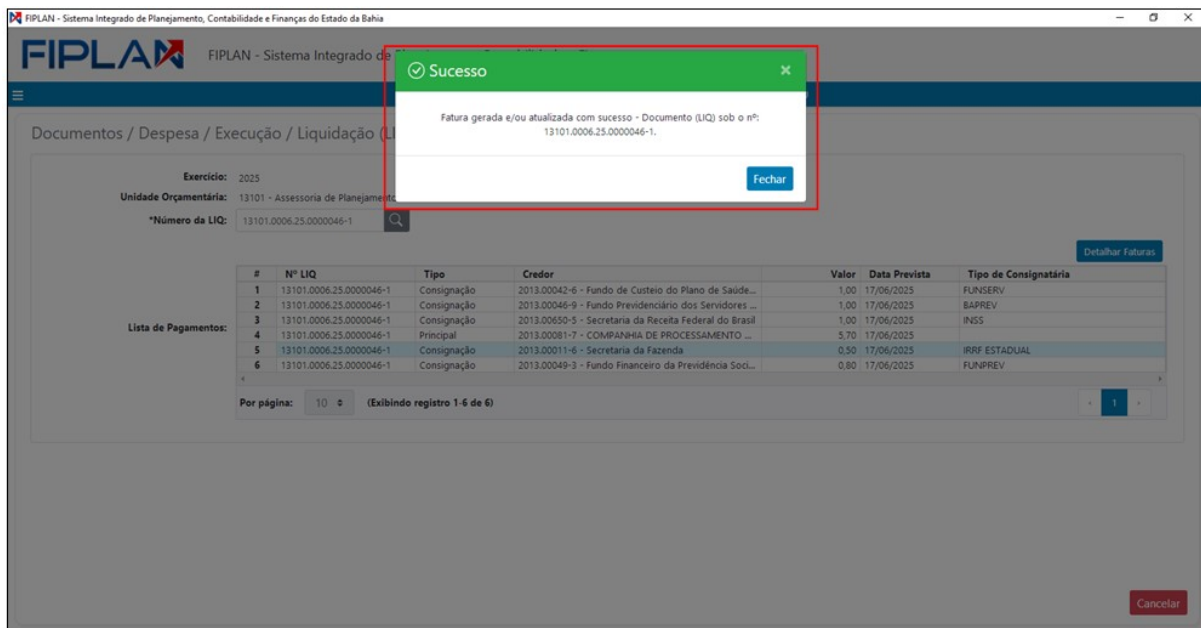 FIPLAN - Sistema Integrado de Planejamento, Contabilidade e Finanças do Estado da Bahia
FIPLAN FIPLAN - Sistema Integrado de
Sucesso
Fatura gerada e/ou atualizada com sucesso - Documento (LIQ) sob o nº:
13101.0006.25.0000046-1.
Fechar
Documentos / Despesa / Execução / Liquidação
Exercício: 2025
Unidade Orçamentária: 13101 - Assessoria de Planejamento
*Número da LIQ: 13101.0006.25.0000046-1
Detalhar Faturas
Lista de Pagamentos:
# Nº LIQ Tipo Credor Valor Data Prevista Tipo de Consignatária
1 13101.0006.25.0000046-1 Consignação 2013.00042-6 - Fundo de Custeio do Plano de Saúde... 1,00 17/06/2025 FUNSERV
2 13101.0006.25.0000046-1 Consignação 2013.00046-9 - Fundo Previdenciário dos Servidores ... 1,00 17/06/2025 BAPREV
3 13101.0006.25.0000046-1 Consignação 2013.00650-5 - Secretaria da Receita Federal do Brasil 1,00 17/06/2025 INSS
4 13101.0006.25.0000046-1 Principal 2013.00081-7 - COMPANHIA DE PROCESSAMENTO ... 5,70 17/06/2025
5 13101.0006.25.0000046-1 Consignação 2013.00011-6 - Secretaria da Fazenda 0,50 17/06/2025 IRRF ESTADUAL
6 13101.0006.25.0000046-1 Consignação 2013.00049-3 - Fundo Financeiro da Previdência Soci... 0,80 17/06/2025 FUNPREV
Por página: 10 (Exibindo registro 1-6 de 6) 1
Cancelar